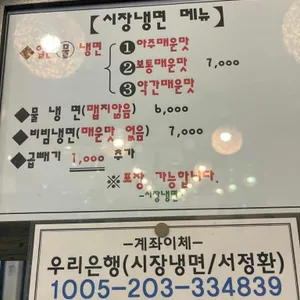 【시장냉면 메뉴】
물 냉면
❶아주매운맛
❷보통매운맛 7,000
❸약간매운맛
◆물 냉 면(맵지않음) 6,000
◆비빔냉면(매운맛 없음) 7,000
◆곱빼기 1,000 추가
※ 포장 가능합니다.
-시장냉면-
-계좌이체-
우리은행(시장냉면/서정환)
1005-203-334839